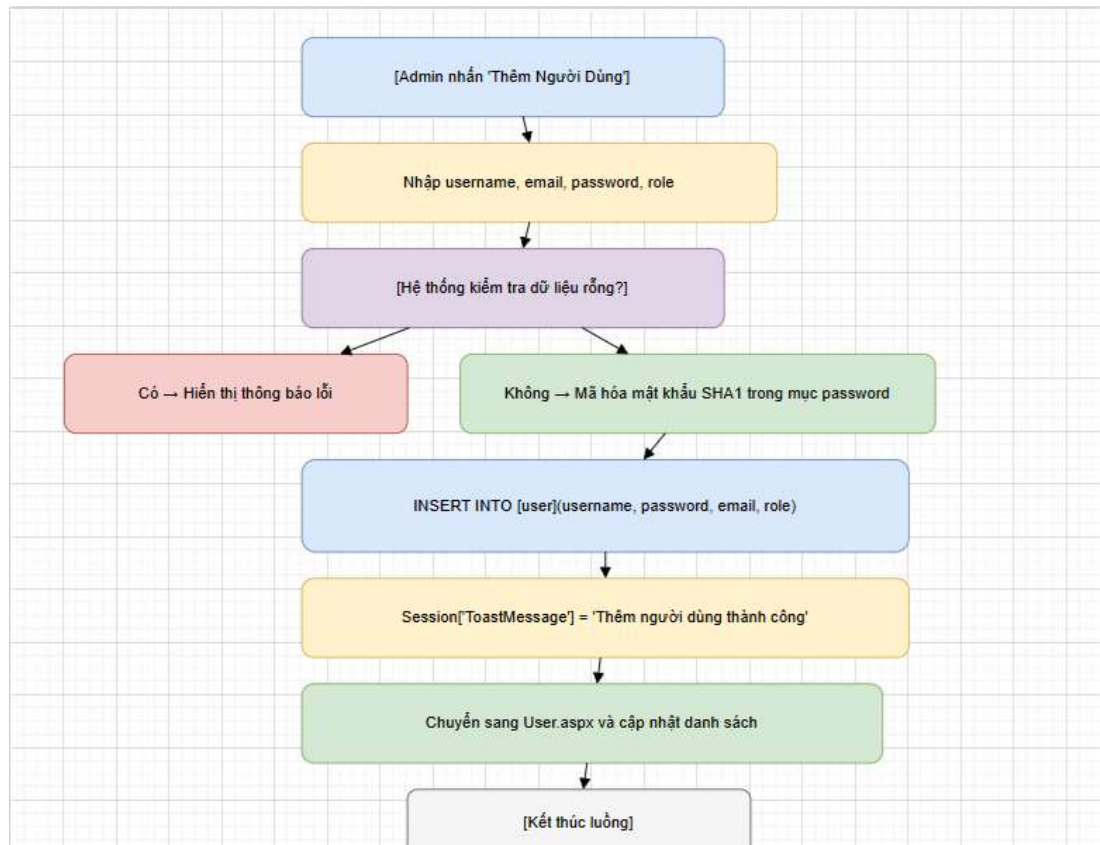 [Admin nhấn 'Thêm Người Dùng']
Nhập username, email, password, role
[Hệ thống kiểm tra dữ liệu rỗng?]
Có → Hiển thị thông báo lỗi
Không → Mã hóa mật khẩu SHA1 trong mục password
INSERT INTO [user](username, password, email, role)
Session['ToastMessage'] = 'Thêm người dùng thành công'
Chuyển sang User.aspx và cập nhật danh sách
[Kết thúc luồng]